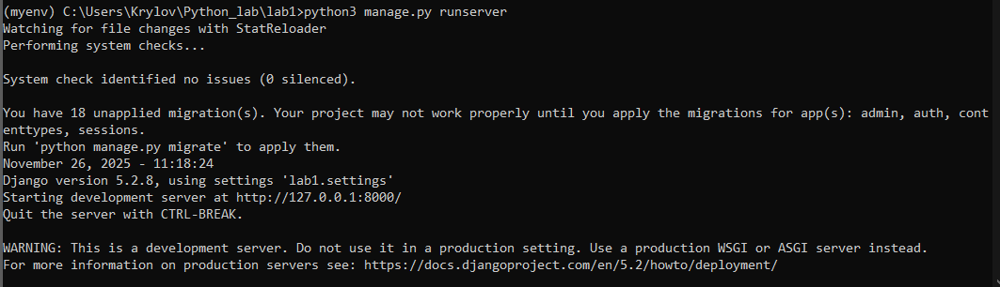 (myenv) C:\Users\Krylov\Python_lab\lab1>python3 manage.py runserver
Watching for file changes with StatReloader
Performing system checks...
System check identified no issues (0 silenced).
You have 18 unapplied migration(s). Your project may not work properly until you apply the migrations for app(s): admin, auth, cont
enttypes, sessions.
Run 'python manage.py migrate' to apply them.
November 26, 2025 - 11:18:24
Django version 5.2.8, using settings 'lab1.settings'
Starting development server at http://127.0.0.1:8000/
Quit the server with CTRL-BREAK.
WARNING: This is a development server. Do not use it in a production setting. Use a production WSGI or ASGI server instead.
For more information on production servers see: https://docs.djangoproject.com/en/5.2/howto/deployment/